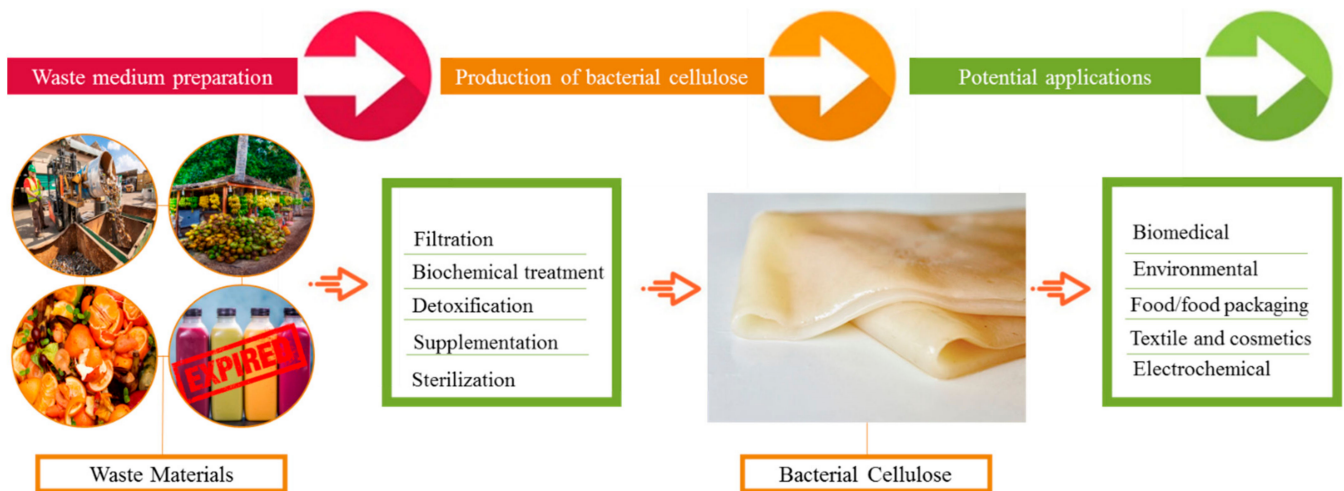 Waste medium preparation
Production of bacterial cellulose
Potential applications
EXPIRED
Filtration
Biochemical treatment
Detoxification
Supplementation
Sterilization
Biomedical
Environmental
Food/food packaging
Textile and cosmetics
Electrochemical
Waste Materials
Bacterial Cellulose